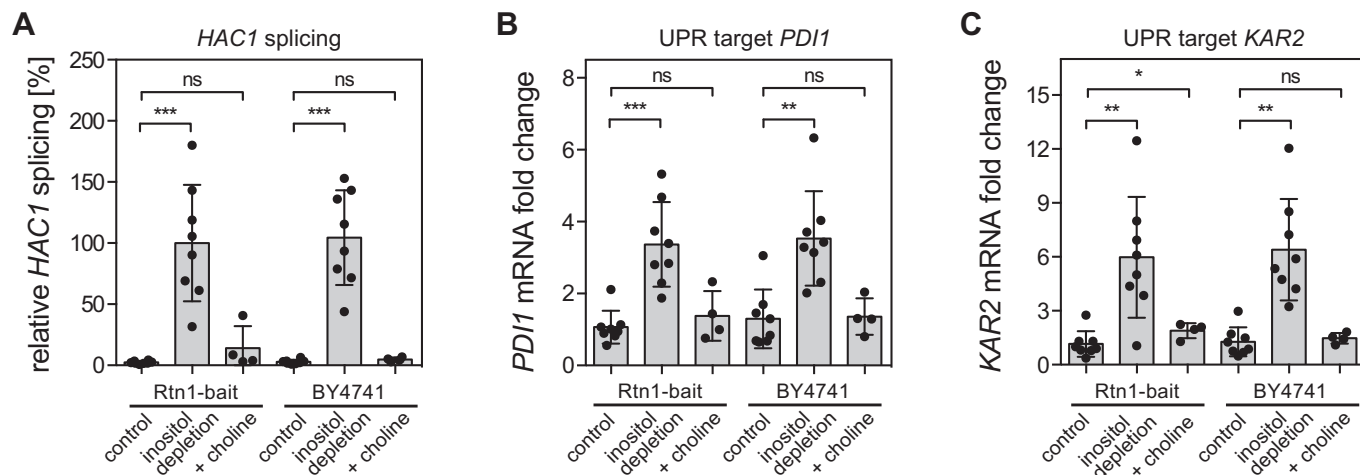 A
HAC1 splicing
relative HAC1 splicing [%]
250
200
150
100
50
0
ns
ns
***
***
Rtn1-bait
BY4741
control
inositol
depletion
+ choline
control
inositol
depletion
+ choline
B
UPR target PDI1
PDI1 mRNA fold change
8
6
4
2
0
ns
ns
***
**
Rtn1-bait
BY4741
control
inositol
depletion
+ choline
control
inositol
depletion
+ choline
C
UPR target KAR2
KAR2 mRNA fold change
15
12
9
6
3
0
*
ns
**
**
Rtn1-bait
BY4741
control
inositol
depletion
+ choline
control
inositol
depletion
+ choline